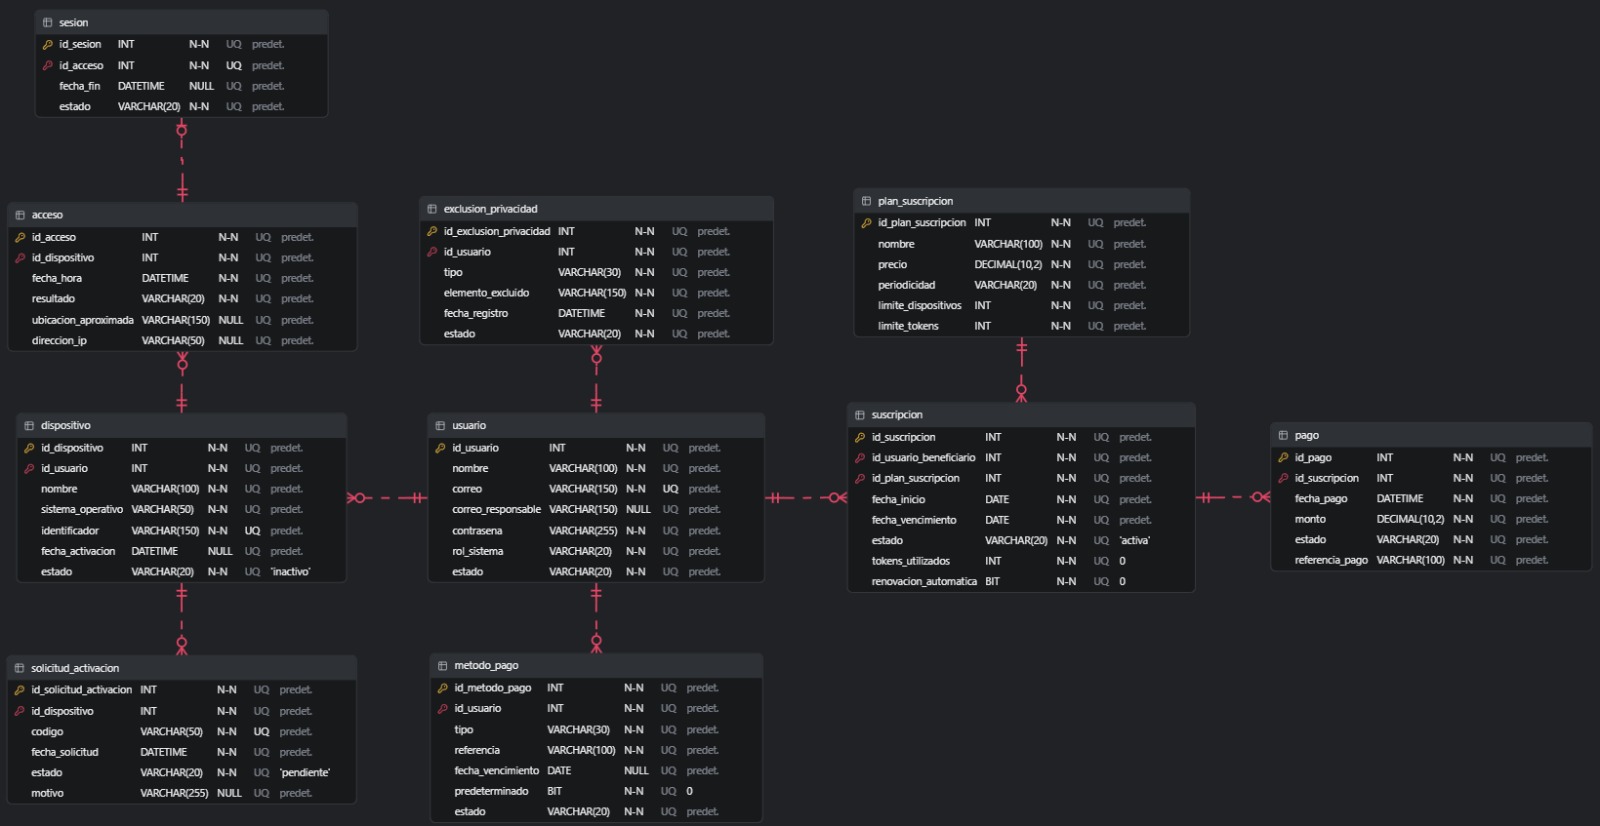 sesion
id_sesion INT N-N UQ predet.
id_acceso INT N-N UQ predet.
fecha_fin DATETIME NULL UQ predet.
estado VARCHAR(20) N-N UQ predet.
acceso
id_acceso INT N-N UQ predet.
id_dispositivo INT N-N UQ predet.
fecha_hora DATETIME N-N UQ predet.
resultado VARCHAR(20) N-N UQ predet.
ubicacion_aproximada VARCHAR(150) NULL UQ predet.
direccion_ip VARCHAR(50) NULL UQ predet.
exclusion_privacidad
id_exclusion_privacidad INT N-N UQ predet.
id_usuario INT N-N UQ predet.
tipo VARCHAR(30) N-N UQ predet.
elemento_excluido VARCHAR(150) N-N UQ predet.
fecha_registro DATETIME N-N UQ predet.
estado VARCHAR(20) N-N UQ predet.
plan_suscripcion
id_plan_suscripcion INT N-N UQ predet.
nombre VARCHAR(100) N-N UQ predet.
precio DECIMAL(10,2) N-N UQ predet.
periodicidad VARCHAR(20) N-N UQ predet.
limite_dispositivos INT N-N UQ predet.
limite_tokens INT N-N UQ predet.
dispositivo
id_dispositivo INT N-N UQ predet.
id_usuario INT N-N UQ predet.
nombre VARCHAR(100) N-N UQ predet.
sistema_operativo VARCHAR(50) N-N UQ predet.
identificador VARCHAR(150) N-N UQ predet.
fecha_activacion DATETIME NULL UQ predet.
estado VARCHAR(20) N-N UQ 'inactivo'
usuario
id_usuario INT N-N UQ predet.
nombre VARCHAR(100) N-N UQ predet.
correo VARCHAR(150) N-N UQ predet.
correo_responsable VARCHAR(150) NULL UQ predet.
contrasena VARCHAR(255) N-N UQ predet.
rol_sistema VARCHAR(20) N-N UQ predet.
estado VARCHAR(20) N-N UQ predet.
suscripcion
id_suscripcion INT N-N UQ predet.
id_usuario_beneficiario INT N-N UQ predet.
id_plan_suscripcion INT N-N UQ predet.
fecha_inicio DATE N-N UQ predet.
fecha_vencimiento DATE N-N UQ predet.
estado VARCHAR(20) N-N UQ 'activa'
tokens_utilizados INT N-N UQ 0
renovacion_automatica BIT N-N UQ 0
pago
id_pago INT N-N UQ predet.
id_suscripcion INT N-N UQ predet.
fecha_pago DATETIME N-N UQ predet.
monto DECIMAL(10,2) N-N UQ predet.
estado VARCHAR(20) N-N UQ predet.
referencia_pago VARCHAR(100) N-N UQ predet.
solicitud_activacion
id_solicitud_activacion INT N-N UQ predet.
id_dispositivo INT N-N UQ predet.
codigo VARCHAR(50) N-N UQ predet.
fecha_solicitud DATETIME N-N UQ predet.
estado VARCHAR(20) N-N UQ 'pendiente'
motivo VARCHAR(255) NULL UQ predet.
metodo_pago
id_metodo_pago INT N-N UQ predet.
id_usuario INT N-N UQ predet.
tipo VARCHAR(30) N-N UQ predet.
referencia VARCHAR(100) N-N UQ predet.
fecha_vencimiento DATE NULL UQ predet.
predeterminado BIT N-N UQ 0
estado VARCHAR(20) N-N UQ predet.